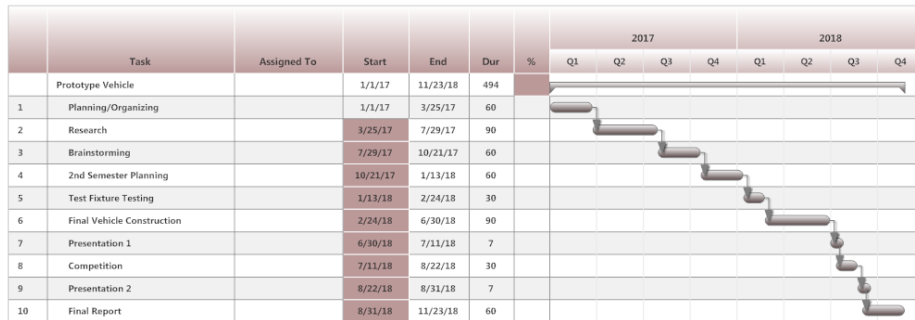 2017 2018
Task Assigned To Start End Dur % Q1 Q2 Q3 Q4 Q1 Q2 Q3 Q4
Prototype Vehicle 1/1/17 11/23/18 494
1 Planning/Organizing 1/1/17 3/25/17 60
2 Research 3/25/17 7/29/17 90
3 Brainstorming 7/29/17 10/21/17 60
4 2nd Semester Planning 10/21/17 1/13/18 60
5 Test Fixture Testing 1/13/18 2/24/18 30
6 Final Vehicle Construction 2/24/18 6/30/18 90
7 Presentation 1 6/30/18 7/11/18 7
8 Competition 7/11/18 8/22/18 30
9 Presentation 2 8/22/18 8/31/18 7
10 Final Report 8/31/18 11/23/18 60